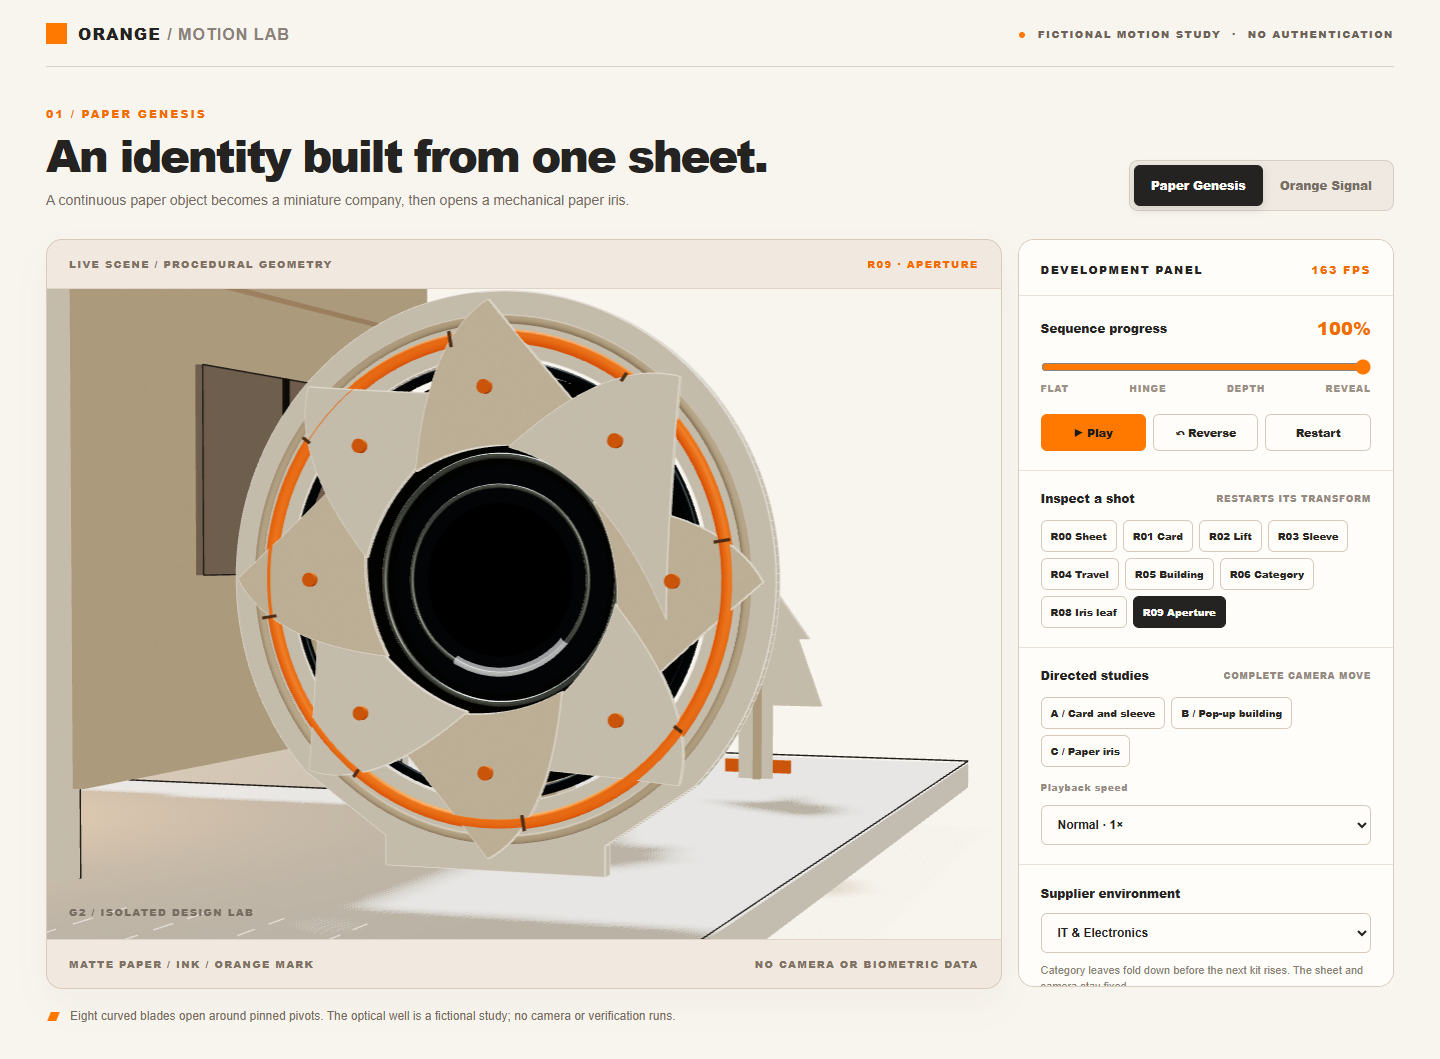 ORANGE / MOTION LAB
FICTIONAL MOTION STUDY · NO AUTHENTICATION
01 / PAPER GENESIS
An identity built from one sheet.
A continuous paper object becomes a miniature company, then opens a mechanical paper iris.
Paper Genesis
Orange Signal
LIVE SCENE / PROCEDURAL GEOMETRY
R09 · APERTURE
G2 / ISOLATED DESIGN LAB
MATTE PAPER / INK / ORANGE MARK
NO CAMERA OR BIOMETRIC DATA
Eight curved blades open around pinned pivots. The optical well is a fictional study; no camera or verification runs.
DEVELOPMENT PANEL
163 FPS
Sequence progress
100%
FLAT
HINGE
DEPTH
REVEAL
▶ Play
↶ Reverse
Restart
Inspect a shot
RESTARTS ITS TRANSFORM
R00 Sheet
R01 Card
R02 Lift
R03 Sleeve
R04 Travel
R05 Building
R06 Category
R08 Iris leaf
R09 Aperture
Directed studies
COMPLETE CAMERA MOVE
A / Card and sleeve
B / Pop-up building
C / Paper iris
Playback speed
Normal · 1×
Supplier environment
IT & Electronics
Category leaves fold down before the next kit rises. The sheet and
camera stay fixed.